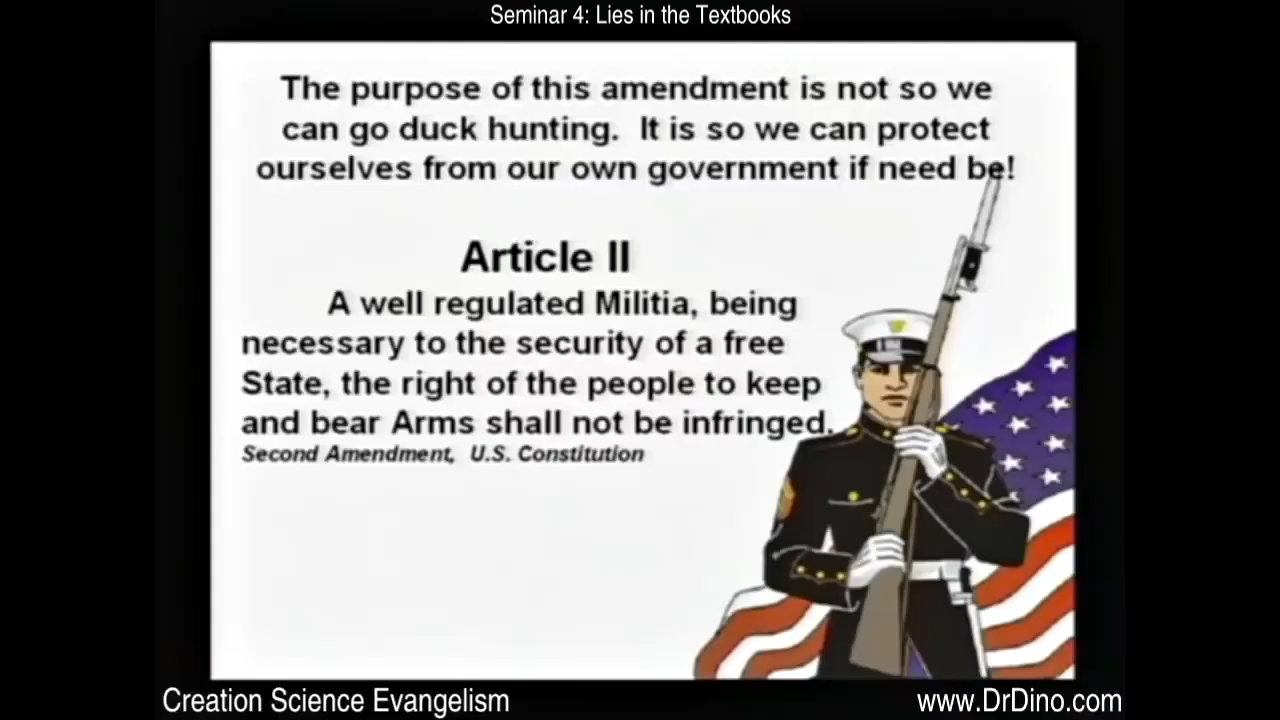 Seminar 4: Lies in the Textbooks
The purpose of this amendment is not so we
can go duck hunting. It is so we can protect
ourselves from our own government if need be!
Article II
A well regulated Militia, being
necessary to the security of a free
State, the right of the people to keep
and bear Arms shall not be infringed.
Second Amendment, U.S. Constitution
Creation Science Evangelism
www.DrDino.com